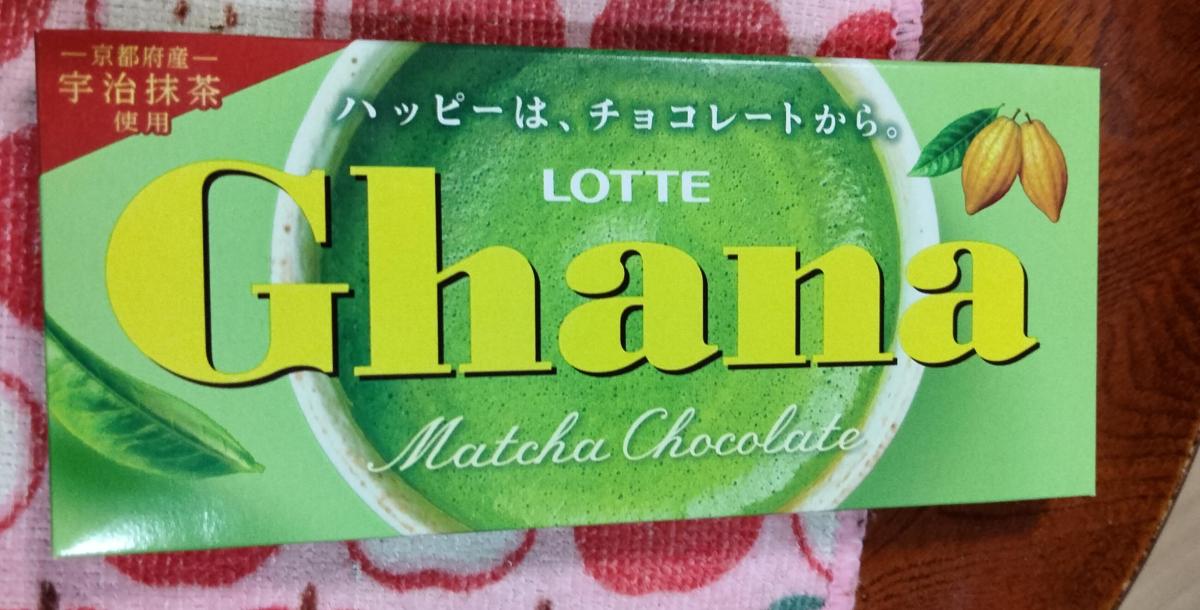 ―京都府産―
宇治抹茶
使用
ハッピーは、チョコレートから。
LOTTE
Ghana
Matcha Chocolate